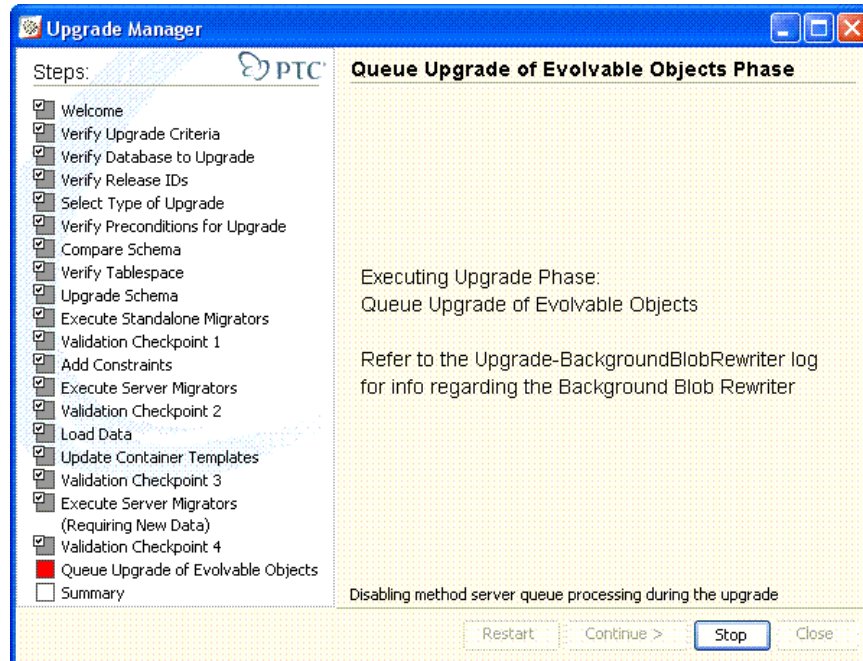 Upgrade Manager
Steps:
PTC
Welcome
Verify Upgrade Criteria
Verify Database to Upgrade
Verify Release IDs
Select Type of Upgrade
Verify Preconditions for Upgrade
Compare Schema
Verify Tablespace
Upgrade Schema
Execute Standalone Migrators
Validation Checkpoint 1
Add Constraints
Execute Server Migrators
Validation Checkpoint 2
Load Data
Update Container Templates
Validation Checkpoint 3
Execute Server Migrators
(Requiring New Data)
Validation Checkpoint 4
Queue Upgrade of Evolvable Objects
Summary
Queue Upgrade of Evolvable Objects Phase
Executing Upgrade Phase:
Queue Upgrade of Evolvable Objects
Refer to the Upgrade-BackgroundBlobRewriter log
for info regarding the Background Blob Rewriter
Disabling method server queue processing during the upgrade
Restart
Continue >
Stop
Close